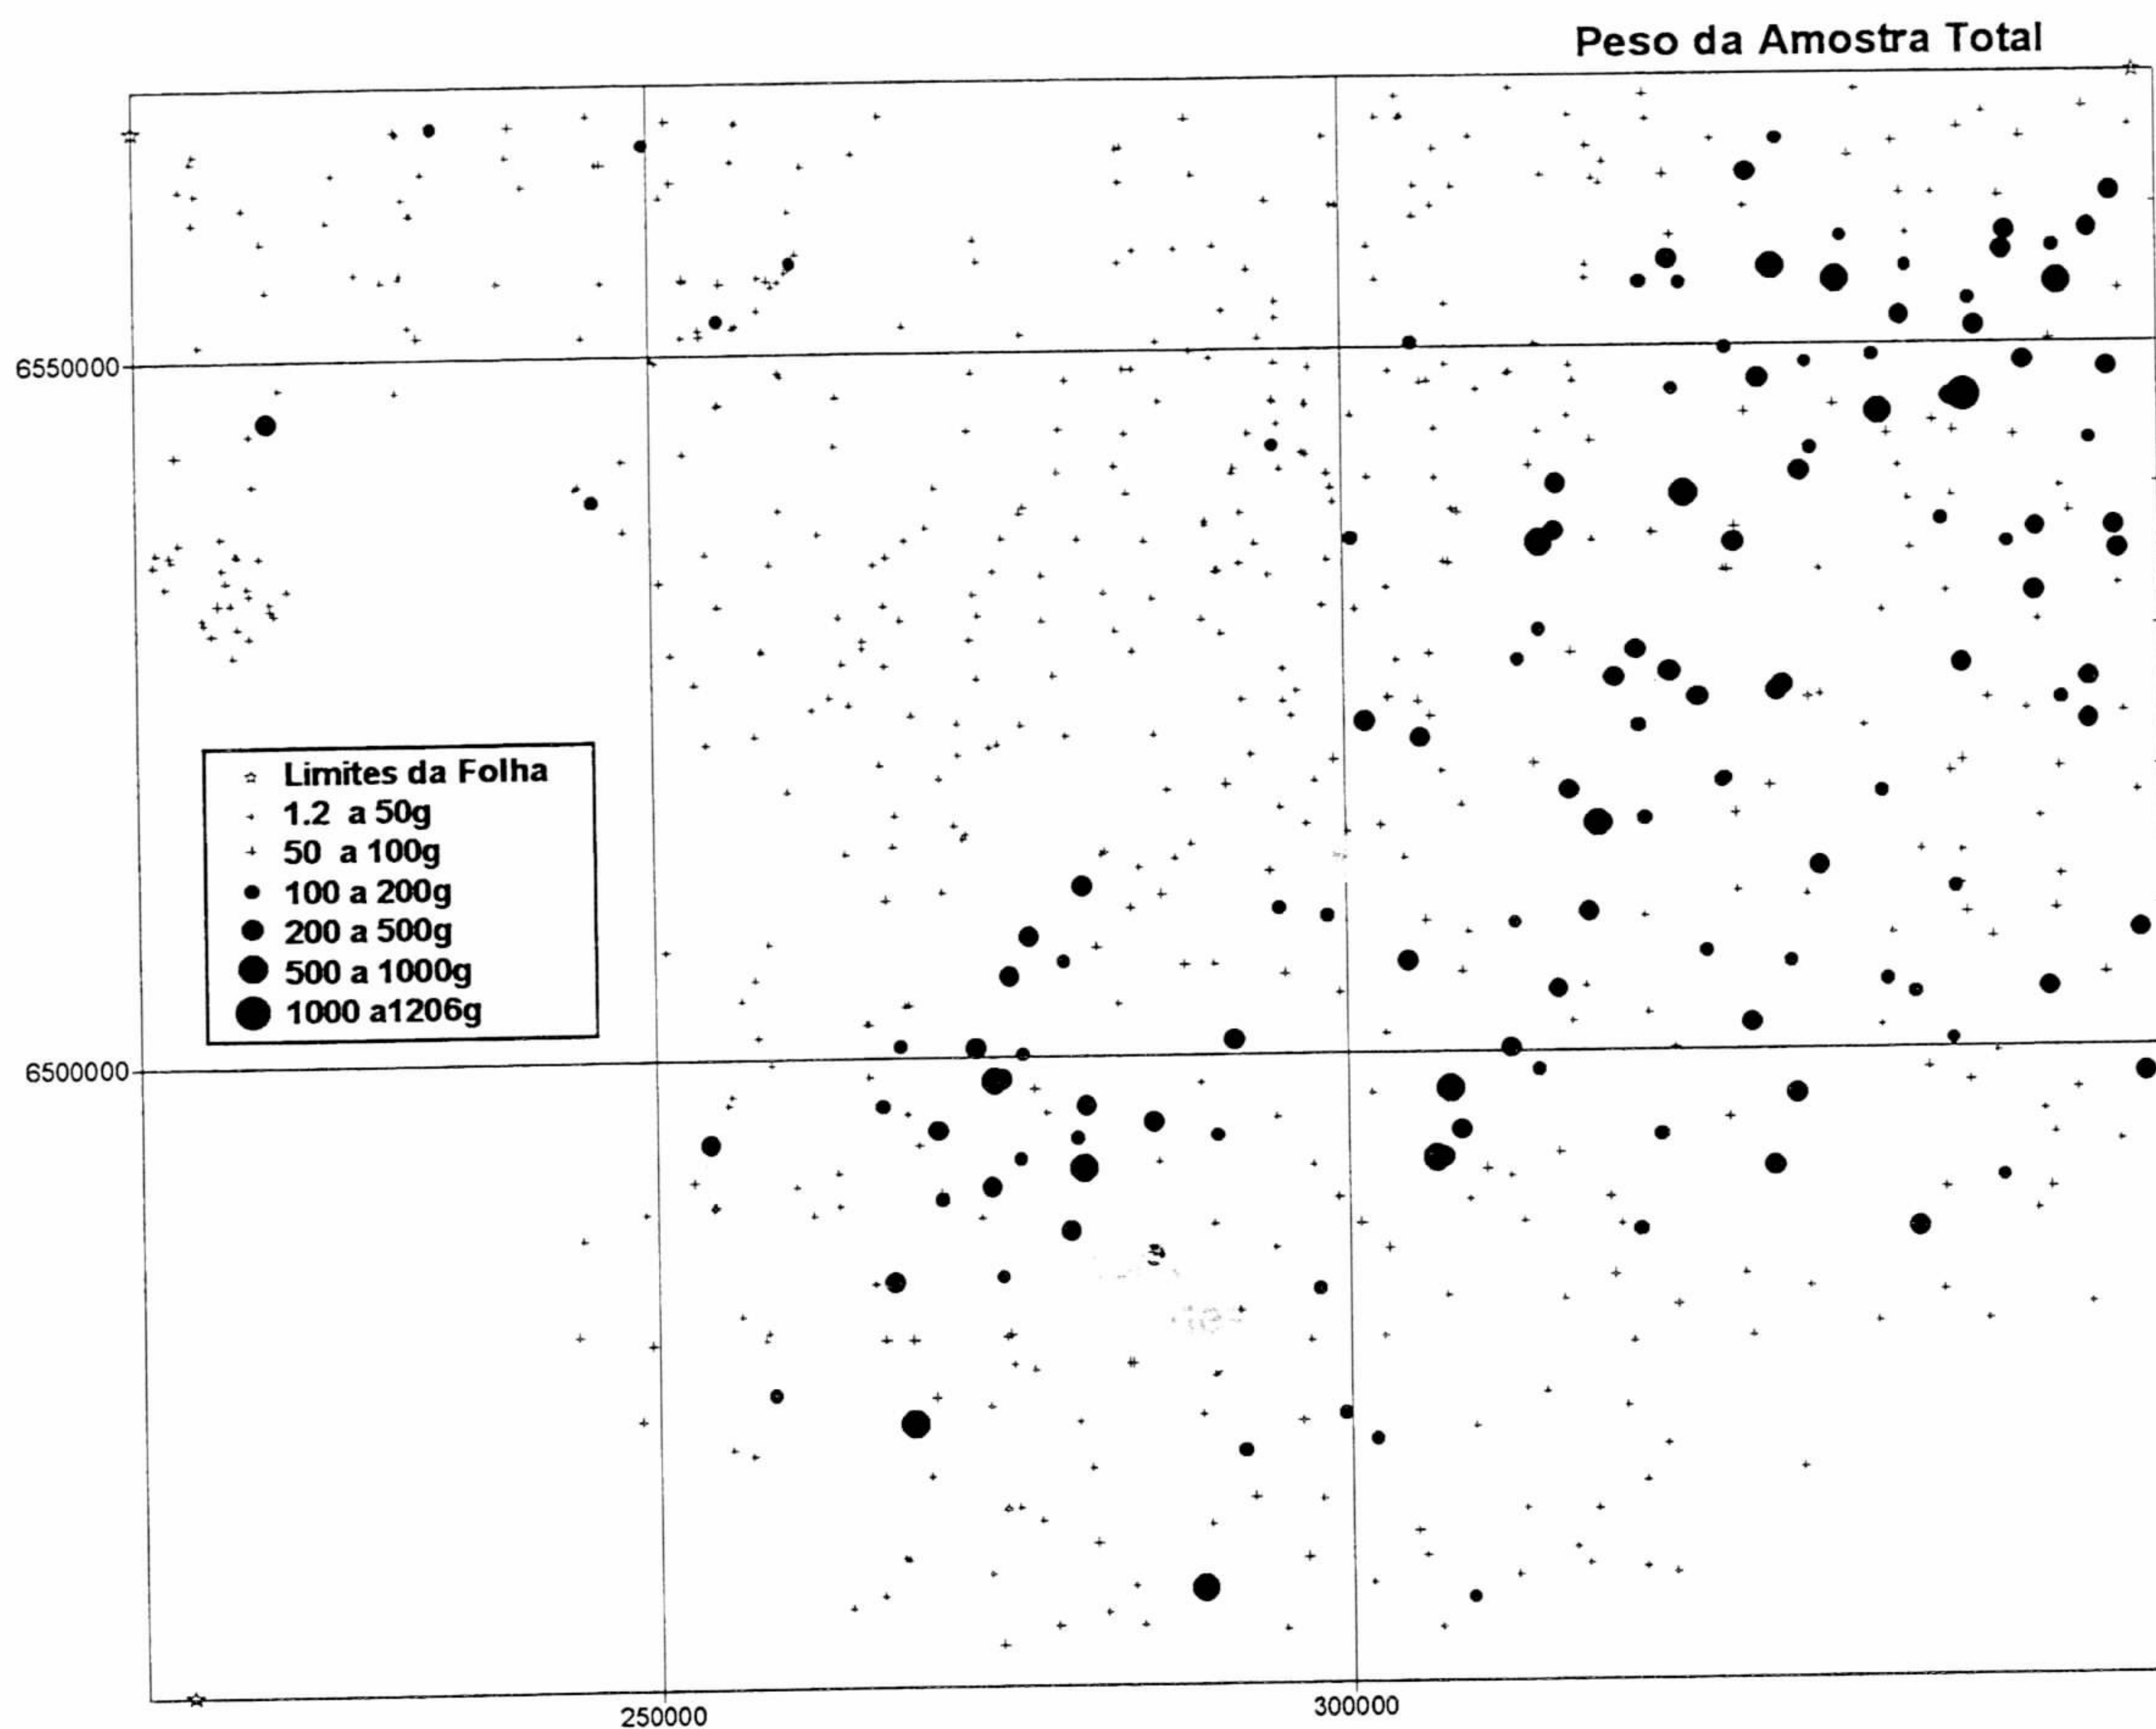 Peso da Amostra Total
6550000
Limites da Folha
1.2 a 50g
50 a 100g
100 a 200g
200 a 500g
500 a 1000g
1000 a1206g
6500000
250000
300000